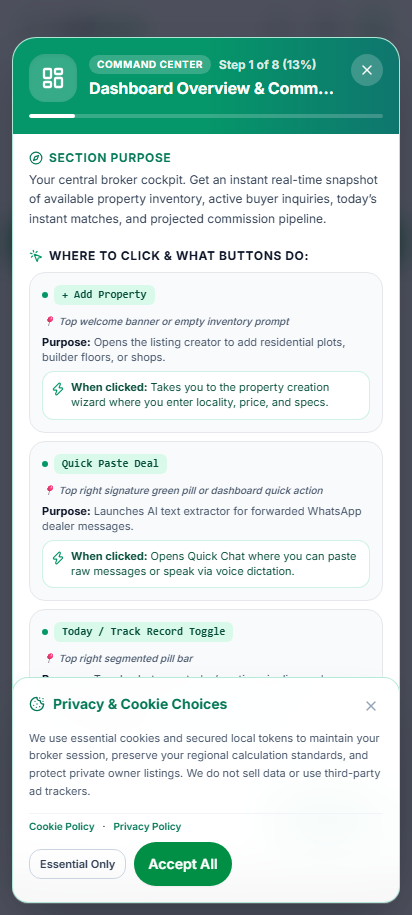 COMMAND CENTER Step 1 of 8 (13%)
Dashboard Overview & Comm...
SECTION PURPOSE
Your central broker cockpit. Get an instant real-time snapshot
of available property inventory, active buyer inquiries, today's
instant matches, and projected commission pipeline.
WHERE TO CLICK & WHAT BUTTONS DO:
+ Add Property
Top welcome banner or empty inventory prompt
Purpose: Opens the listing creator to add residential plots,
builder floors, or shops.
When clicked: Takes you to the property creation
wizard where you enter locality, price, and specs.
Quick Paste Deal
Top right signature green pill or dashboard quick action
Purpose: Launches AI text extractor for forwarded WhatsApp
dealer messages.
When clicked: Opens Quick Chat where you can paste
raw messages or speak via voice dictation.
Today / Track Record Toggle
Top right segmented pill bar
Privacy & Cookie Choices
We use essential cookies and secured local tokens to maintain your
broker session, preserve your regional calculation standards, and
protect private owner listings. We do not sell data or use third-party
ad trackers.
Cookie Policy · Privacy Policy
Essential Only
Accept All